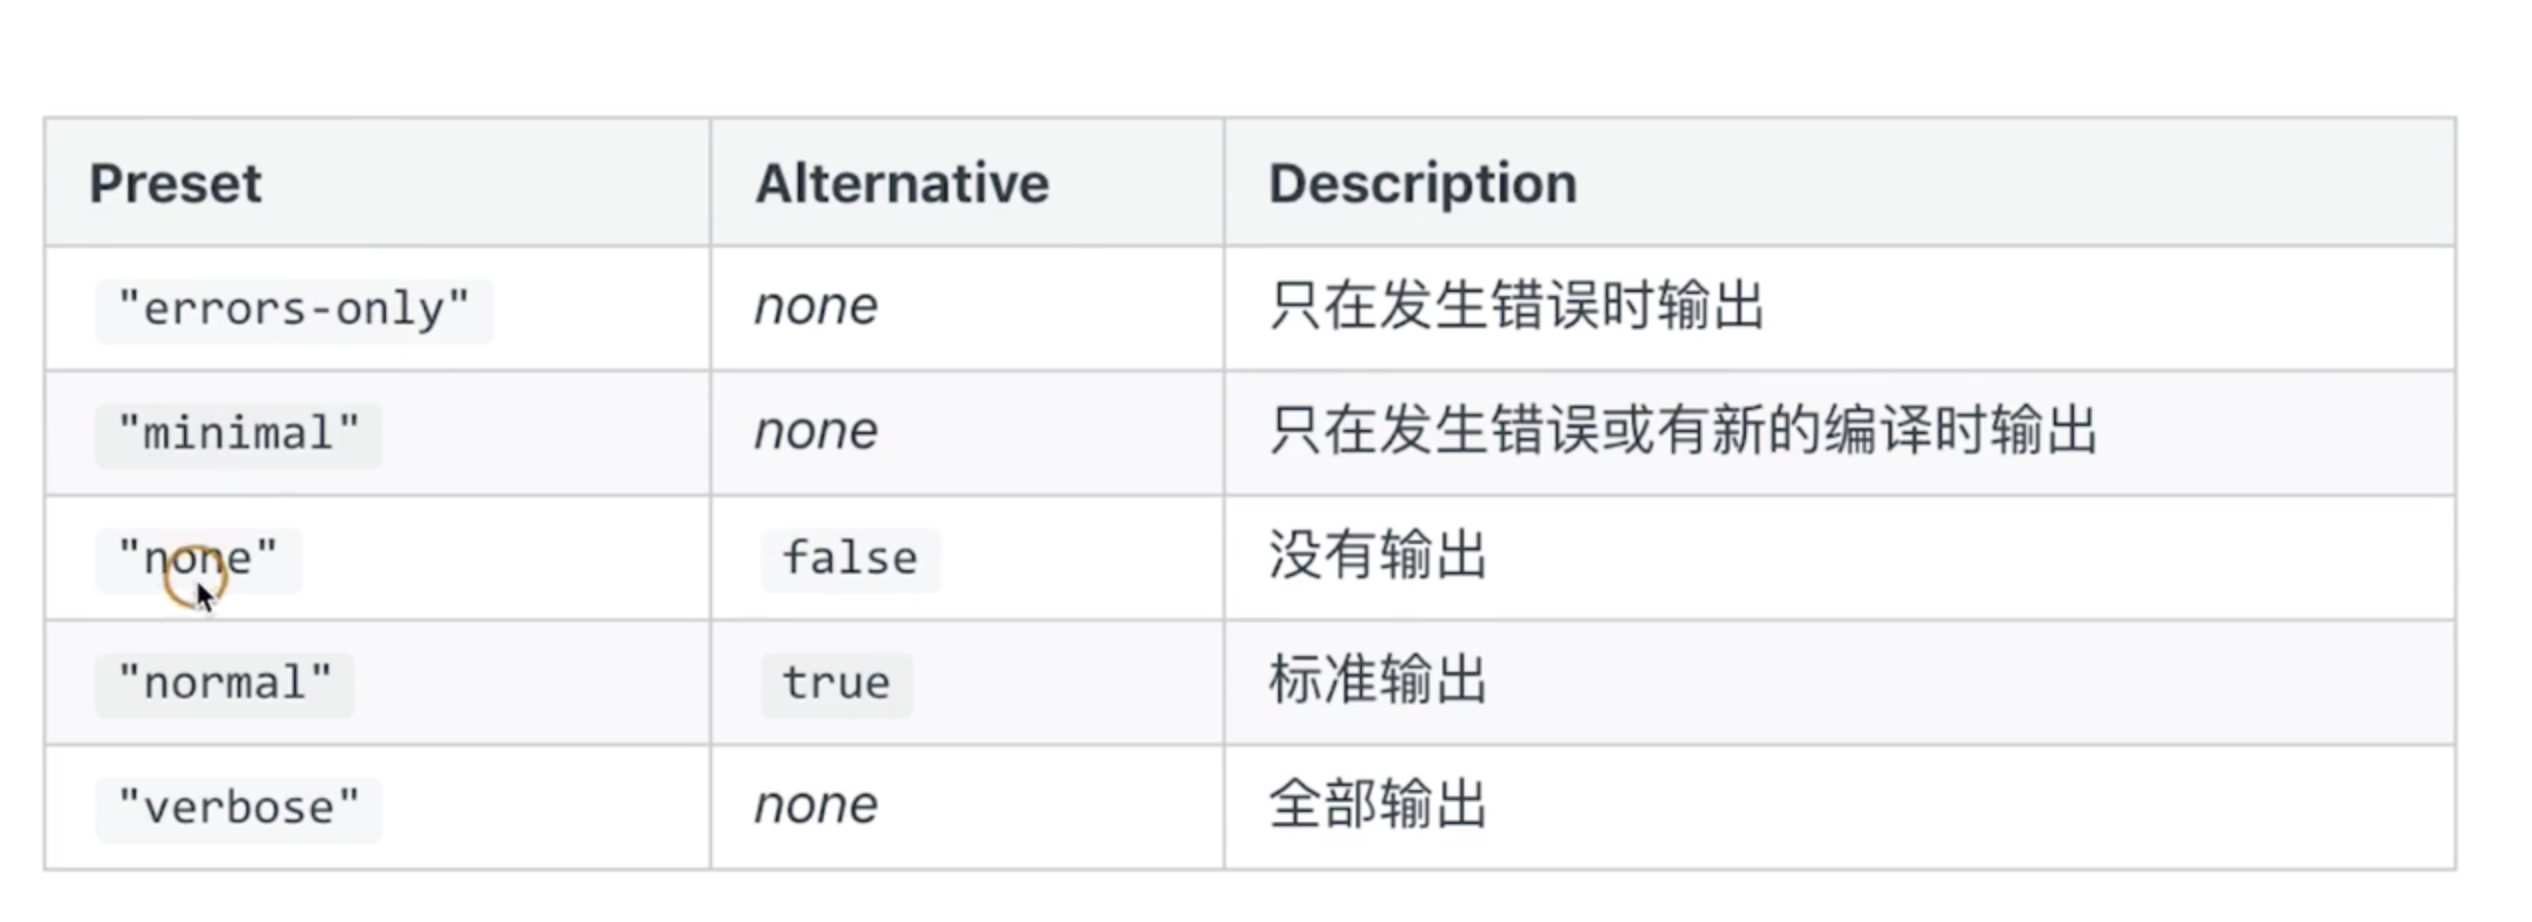 Preset Alternative Description
"errors-only" none 只在发生错误时输出
"minimal" none 只在发生错误或有新的编译时输出
"none" false 没有输出
"normal" true 标准输出
"verbose" none 全部输出